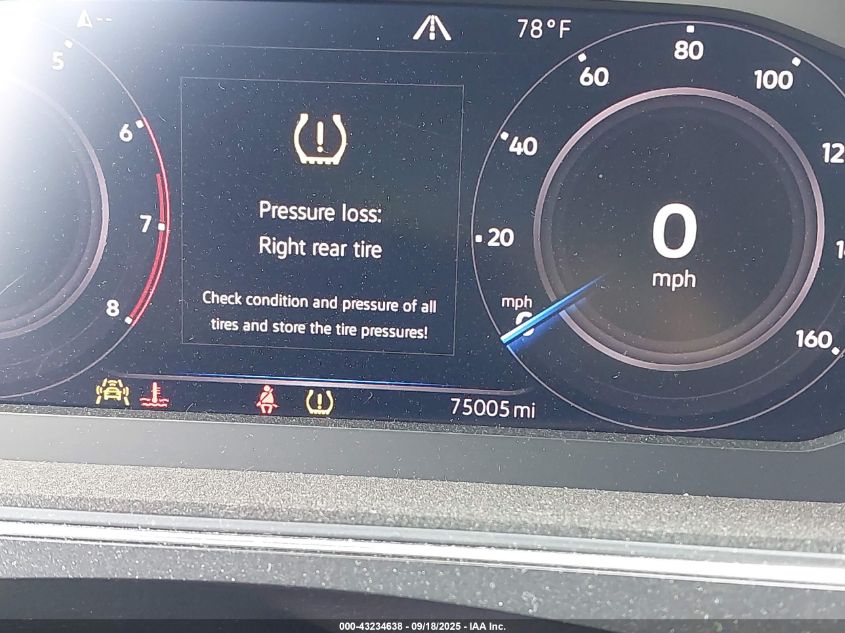 A--
78°F
5
6
7
8
Pressure loss:
Right rear tire
Check condition and pressure of all
tires and store the tire pressures!
80
60
100
40
12
20
0
mph
mph
0
160
75005 mi
000-43234638 - 09/18/2025 - IAA Inc.